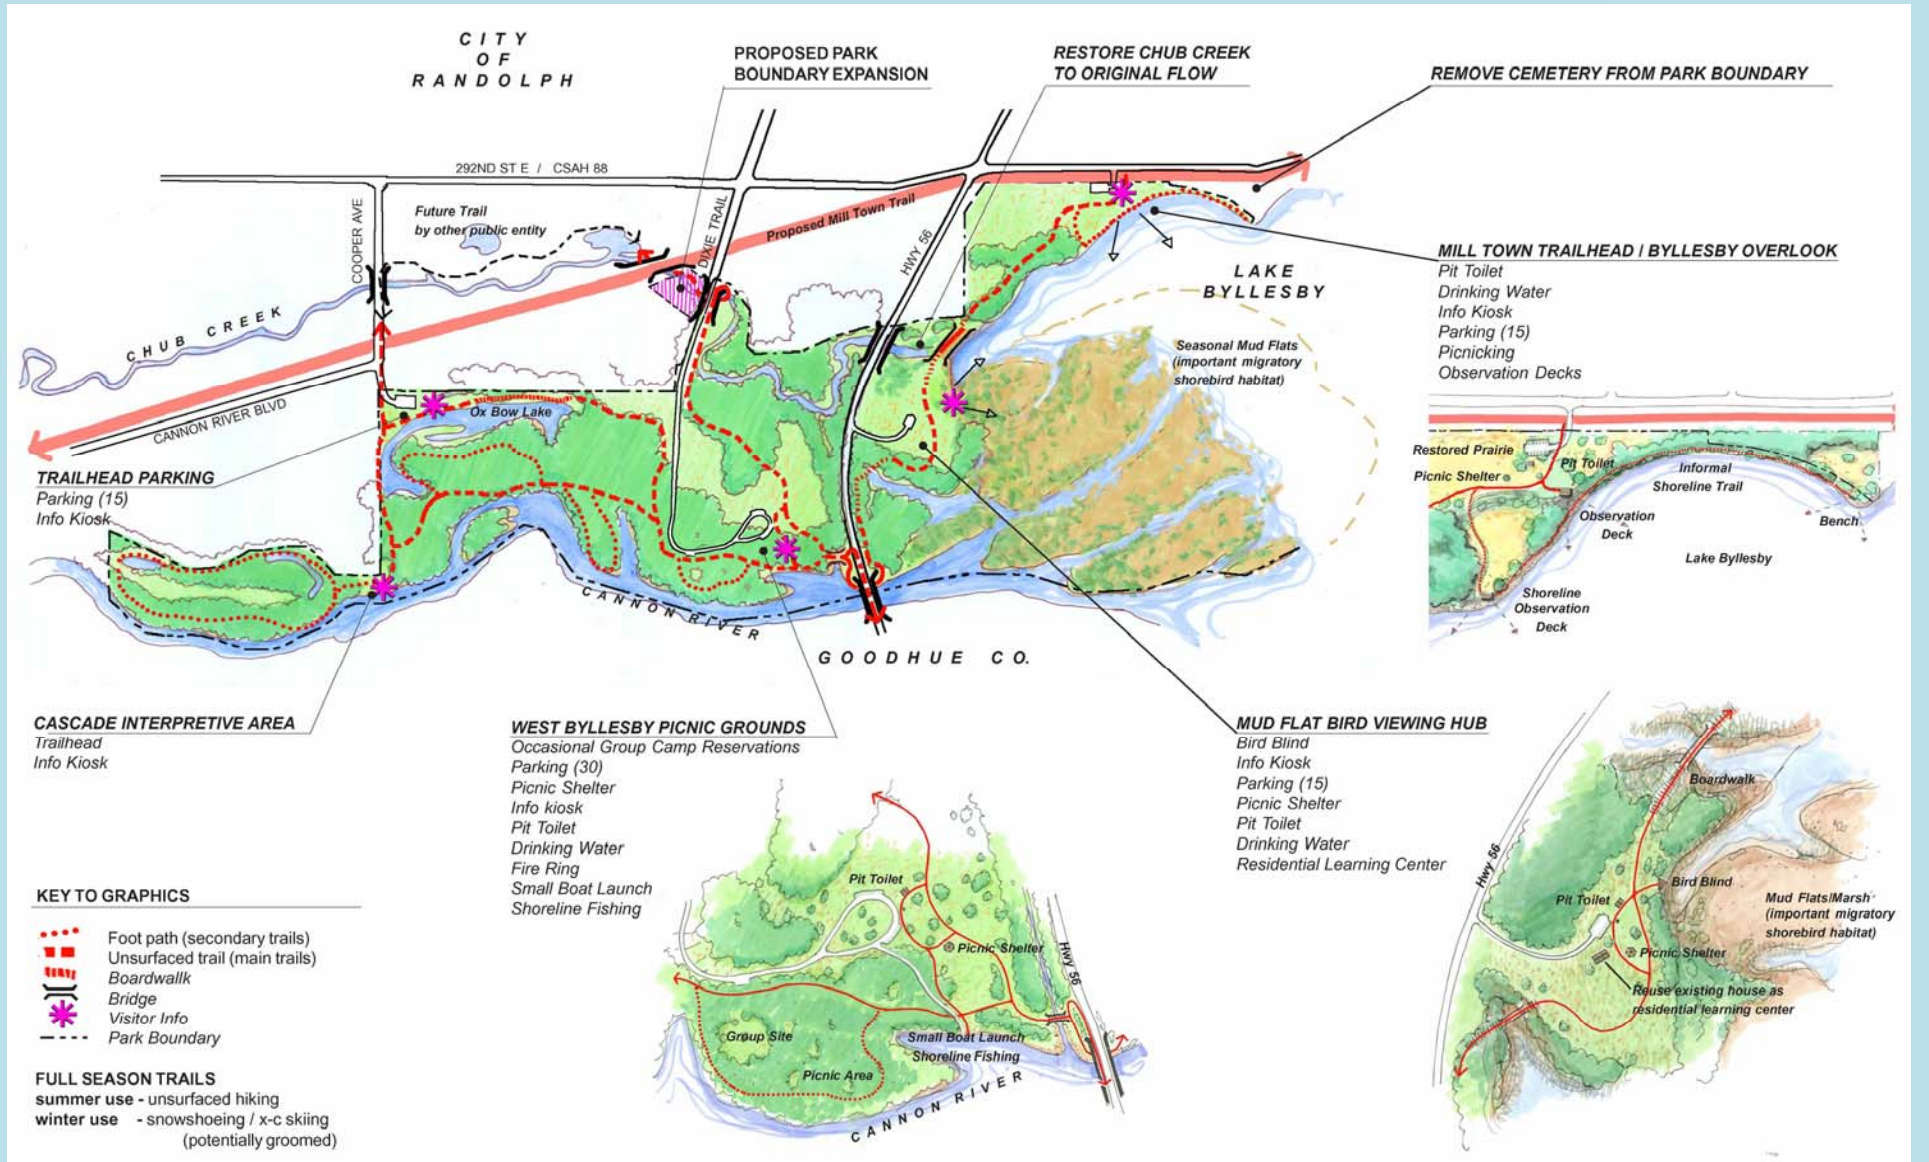 CITY
OF
RANDOLPH
PROPOSED PARK
BOUNDARY EXPANSION
RESTORE CHUB CREEK
TO ORIGINAL FLOW
REMOVE CEMETERY FROM PARK BOUNDARY
292ND ST E / CSAH 88
COOPER AVE
Future Trail
by other public entity
DIXIE TRAIL
Proposed Mill Town Trail
HWY 56
CHUB CREEK
CANNON RIVER BLVD
LAKE
BYLLESBY
Seasonal Mud Flats
(important migratory
shorebird habitat)
Ox Bow Lake
CANNON RIVER
GOODHUE CO.
TRAILHEAD PARKING
Parking (15)
Info Kiosk
MILL TOWN TRAILHEAD / BYLLESBY OVERLOOK
Pit Toilet
Drinking Water
Info Kiosk
Parking (15)
Picnicking
Observation Decks
Restored Prairie
Picnic Shelter
Pit Toilet
Informal
Shoreline Trail
Observation
Deck
Bench
Lake Byllesby
Shoreline
Observation
Deck
CASCADE INTERPRETIVE AREA
Trailhead
Info Kiosk
WEST BYLLESBY PICNIC GROUNDS
Occasional Group Camp Reservations
Parking (30)
Picnic Shelter
Info kiosk
Pit Toilet
Drinking Water
Fire Ring
Small Boat Launch
Shoreline Fishing
Pit Toilet
Picnic Shelter
Hwy 56
Group Site
Small Boat Launch
Shoreline Fishing
Picnic Area
CANNON RIVER
MUD FLAT BIRD VIEWING HUB
Bird Blind
Info Kiosk
Parking (15)
Picnic Shelter
Pit Toilet
Drinking Water
Residential Learning Center
Boardwalk
Hwy 56
Bird Blind
Pit Toilet
Mud Flats/Marsh
(important migratory
shorebird habitat)
Picnic Shelter
Reuse existing house as
residential learning center
KEY TO GRAPHICS
Foot path (secondary trails)
Unsurfaced trail (main trails)
Boardwallk
Bridge
Visitor Info
Park Boundary
FULL SEASON TRAILS
summer use - unsurfaced hiking
winter use - snowshoeing / x-c skiing
(potentially groomed)